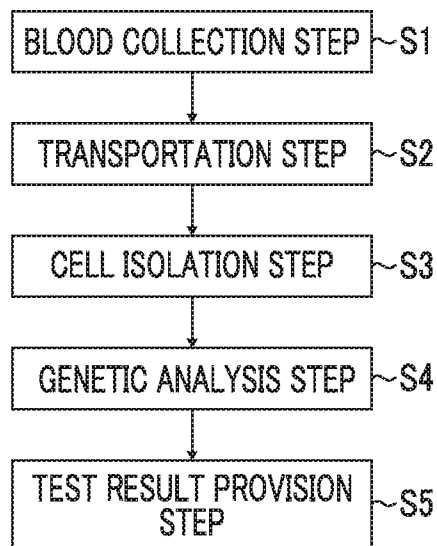 BLOOD COLLECTION STEP ~S1
TRANSPORTATION STEP ~S2
CELL ISOLATION STEP ~S3
GENETIC ANALYSIS STEP ~S4
TEST RESULT PROVISION
STEP ~S5